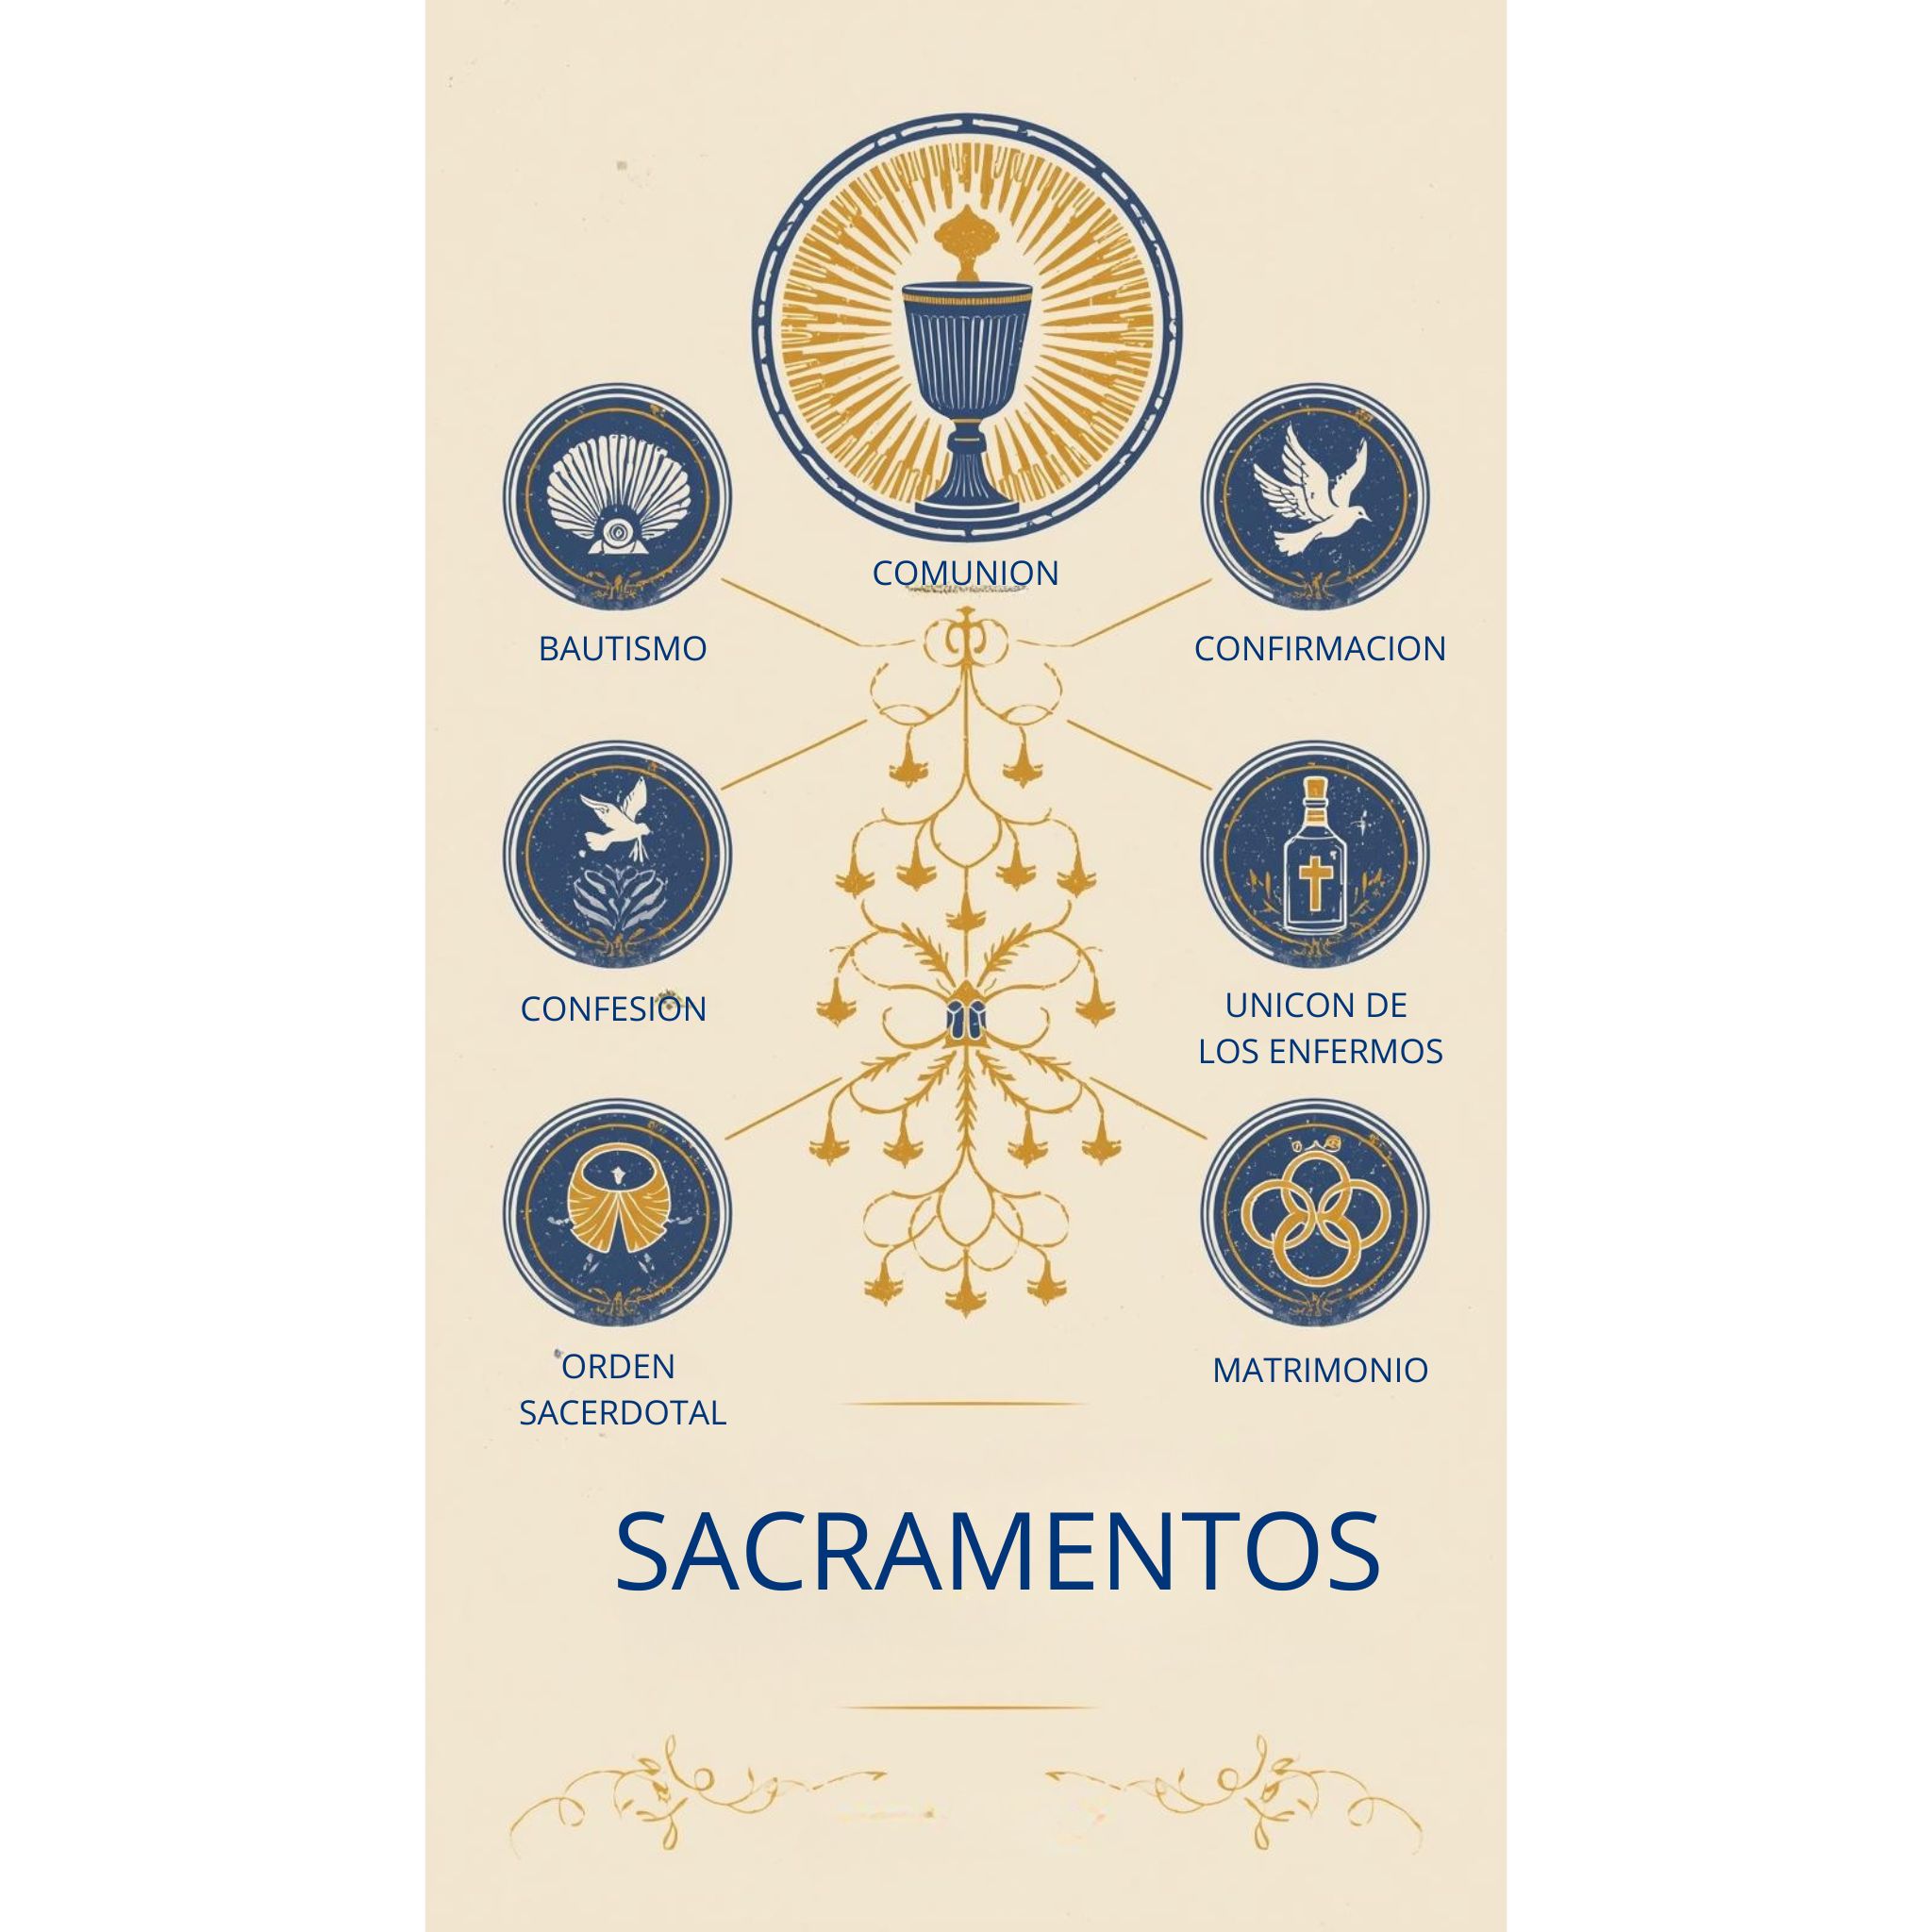 COMUNION
BAUTISMO
CONFIRMACION
CONFESION
UNICON DE
LOS ENFERMOS
ORDEN
SACERDOTAL
MATRIMONIO
SACRAMENTOS